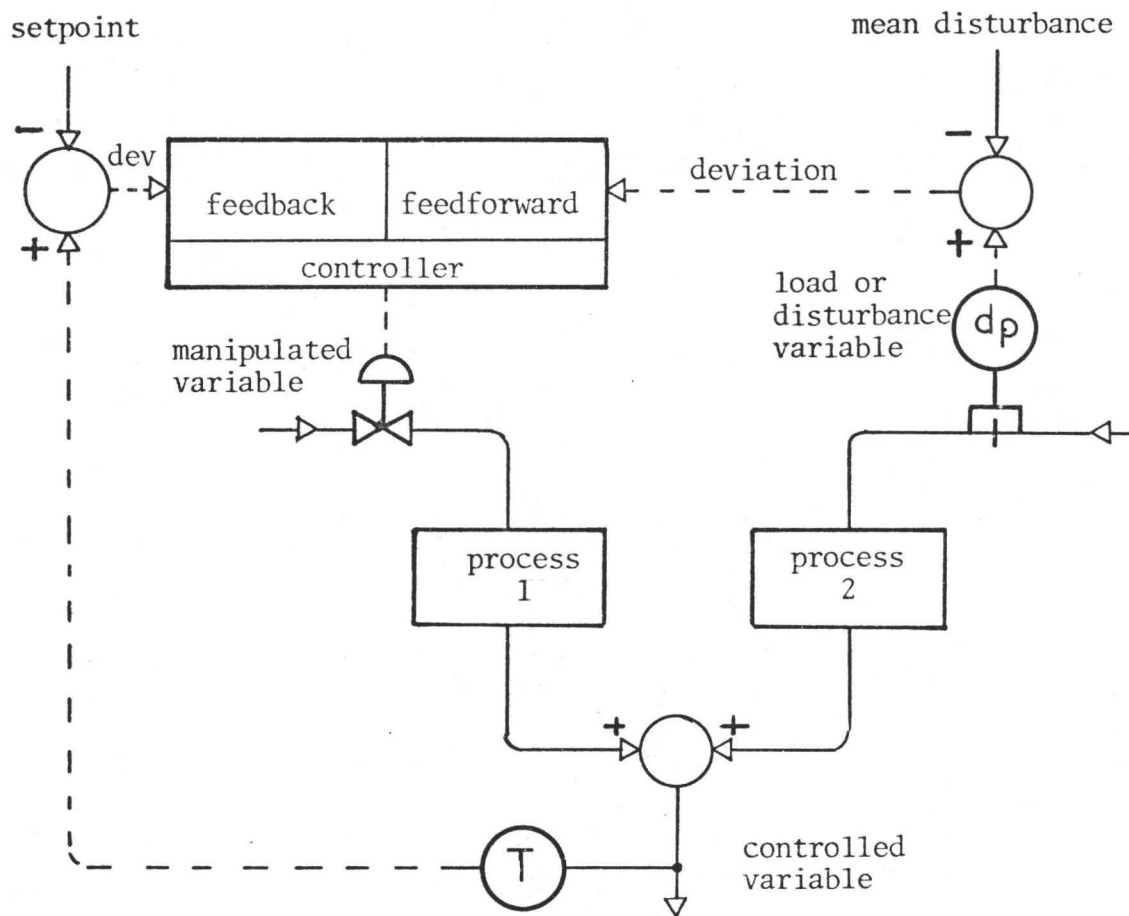 setpoint
mean disturbance
-
-
dev
deviation
feedback
feedforward
+
+
controller
load or
disturbance
variable
dp
manipulated
variable
process
1
process
2
+
+
T
controlled
variable